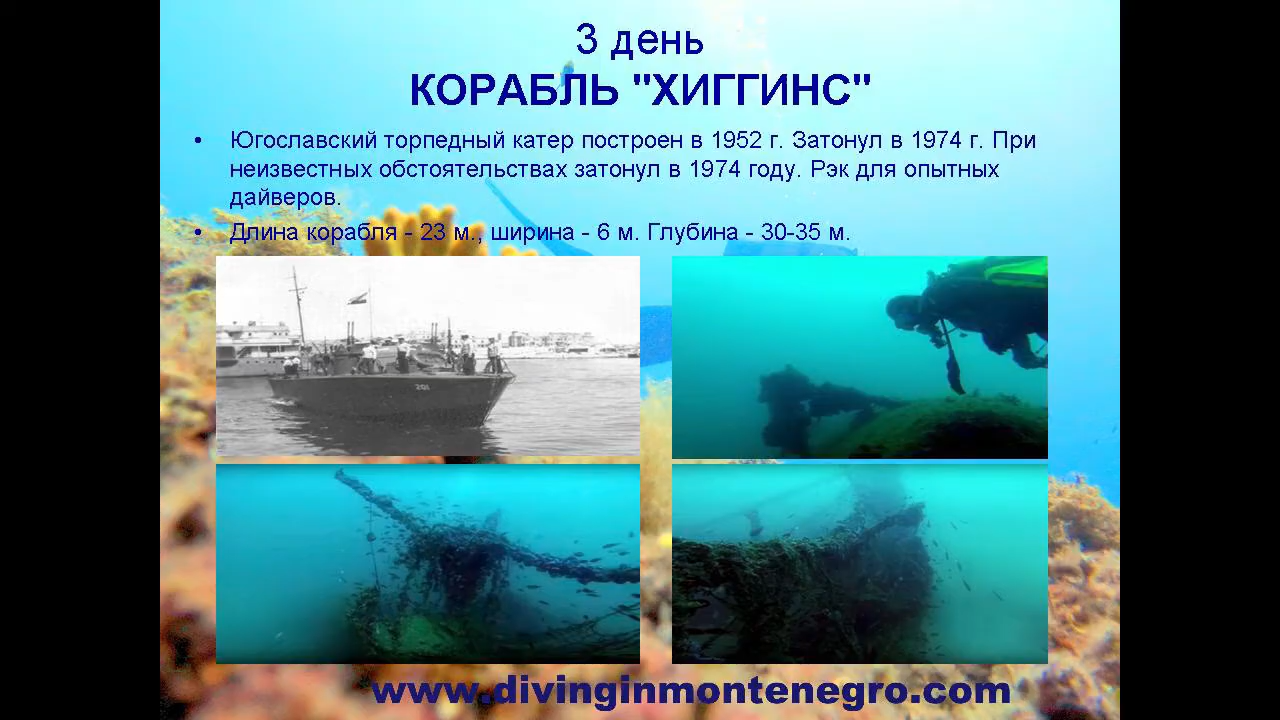 3 день
КОРАБЛЬ "ХИГГИНС"
• Югославский торпедный катер построен в 1952 г. Затонул в 1974 г. При
неизвестных обстоятельствах затонул в 1974 году. Рэк для опытных
дайверов.
• Длина корабля - 23 м., ширина - 6 м. Глубина - 30-35 м.
201
www.divinginmontenegro.com